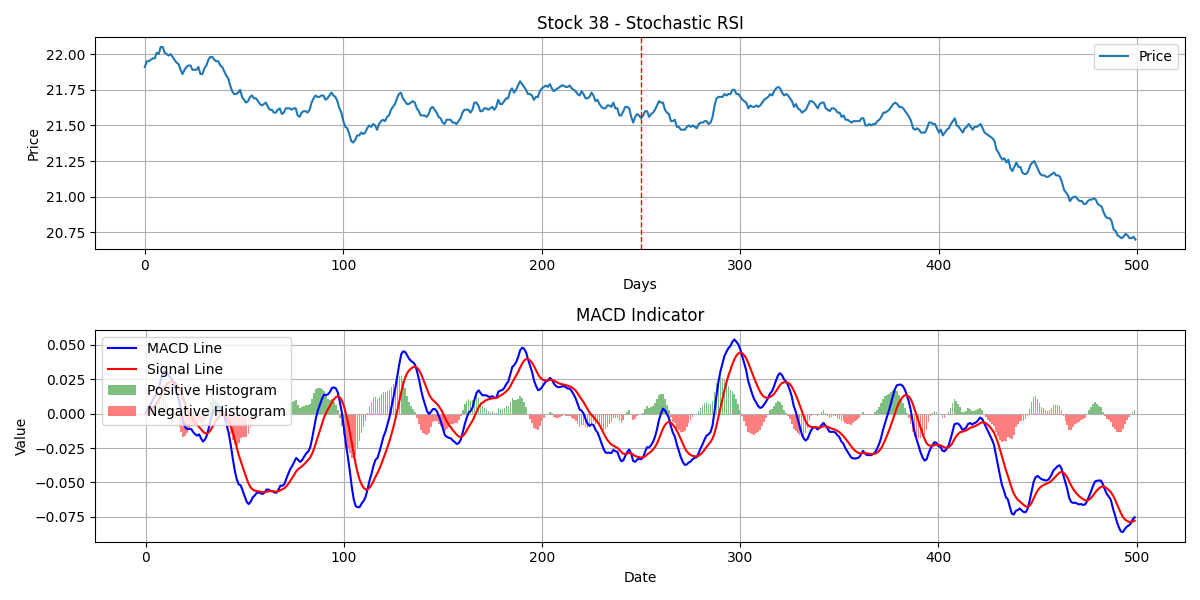 Stock 38 - Stochastic RSI
Price
22.00
21.75
21.50
21.25
21.00
20.75
Price
0
100
200
300
400
500
Days
MACD Indicator
MACD Line
Signal Line
Positive Histogram
Negative Histogram
0.050
0.025
0.000
−0.025
−0.050
−0.075
Value
0
100
200
300
400
500
Date